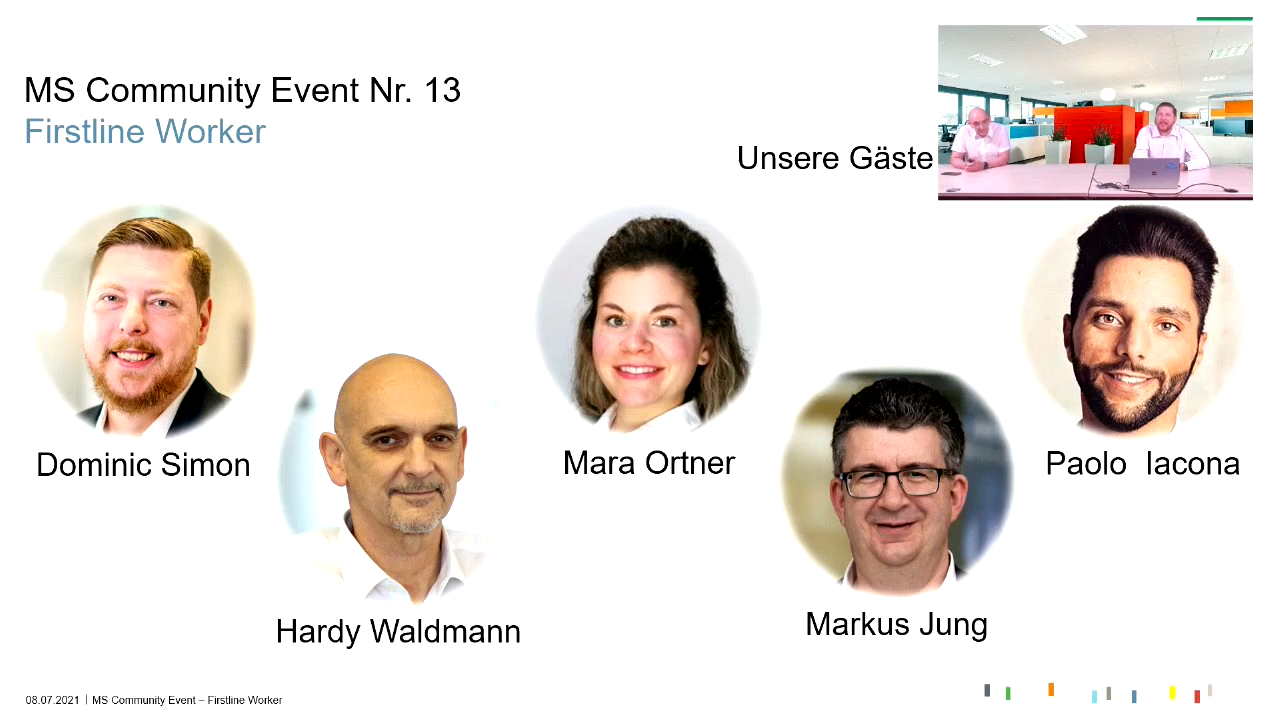 MS Community Event Nr. 13
Firstline Worker
Unsere Gäste
Dominic Simon
Hardy Waldmann
Mara Ortner
Markus Jung
Paolo Iacona
08.07.2021 | MS Community Event – Firstline Worker